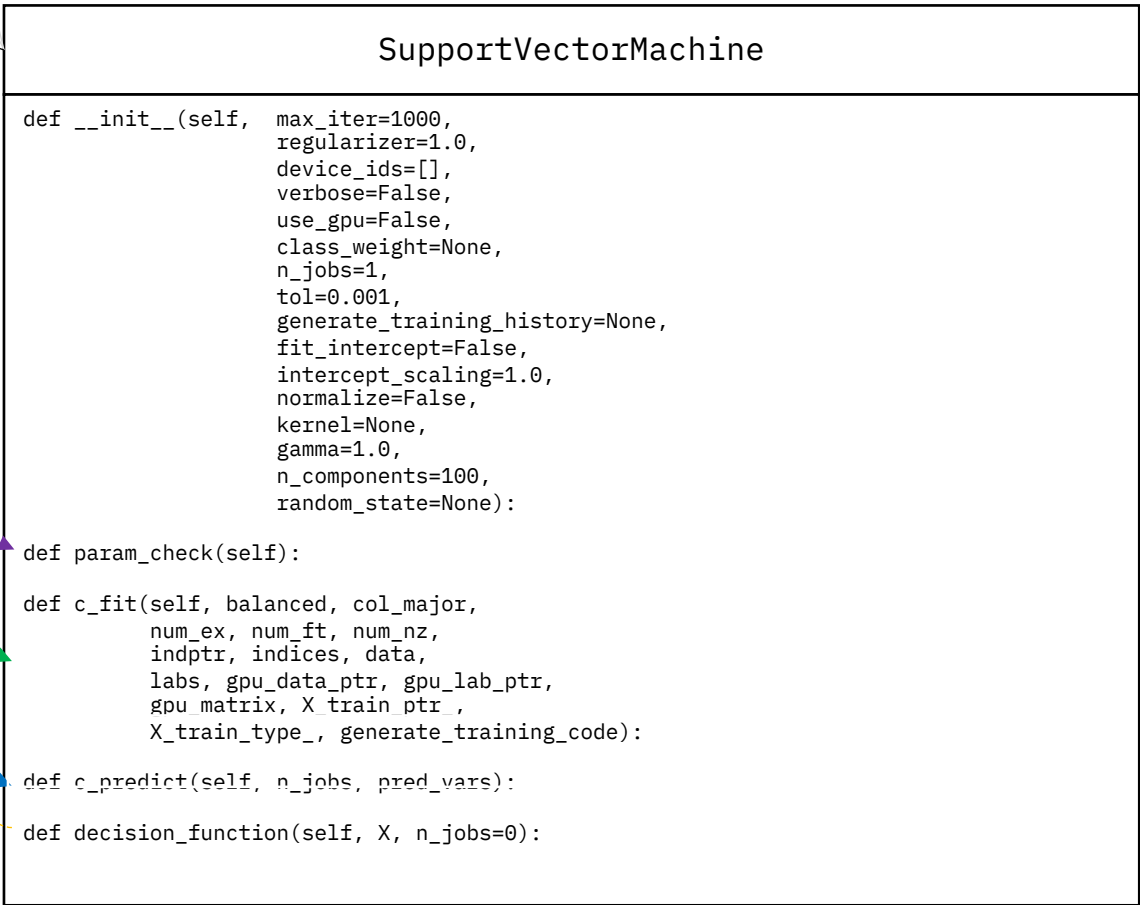 SupportVectorMachine
def __init__(self,  max_iter=1000,
regularizer=1.0,
device_ids=[],
verbose=False,
use_gpu=False,
class_weight=None,
n_jobs=1,
tol=0.001,
generate_training_history=None,
fit_intercept=False,
intercept_scaling=1.0,
normalize=False,
kernel=None,
gamma=1.0,
n_components=100,
random_state=None):
def param_check(self):
def c_fit(self, balanced, col_major,
num_ex, num_ft, num_nz,
indptr, indices, data,
labs, gpu_data_ptr, gpu_lab_ptr,
gpu_matrix, X_train_ptr_,
X_train_type_, generate_training_code):
def c_predict(self, n_jobs, pred_vars):
def decision_function(self, X, n_jobs=0):